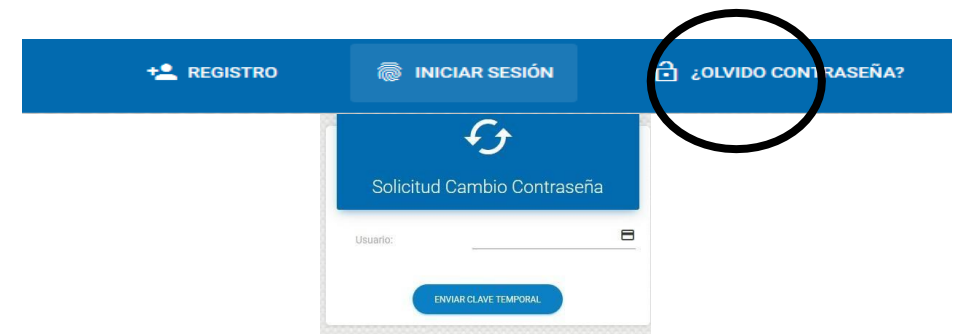 REGISTRO INICIAR SESIÓN ¿OLVIDO CONTRASEÑA?
Solicitud Cambio Contraseña
Usuario:
ENVIAR CLAVE TEMPORAL